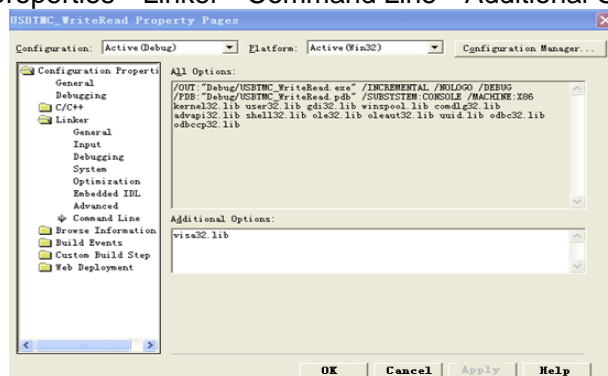 roperties - Linker - Command Line - Additional
USBTMC_WriteRead Property Pages
Configuration: Active(Debug) Platform: Active(Win32) Configuration Manager...
Configuration Properti
General
Debugging
C/C++
Linker
General
Input
Debugging
System
Optimization
Embedded IDL
Advanced
Command Line
Browse Information
Build Events
Custom Build Step
Web Deployment
All Options:
/OUT:"Debug/USBTMC_WriteRead.exe" /INCREMENTAL /NOLOGO /DEBUG
/PDB:"Debug/USBTMC_WriteRead.pdb" /SUBSYSTEM:CONSOLE /MACHINE:X86
kernel32.lib user32.lib gdi32.lib winspool.lib comdlg32.lib
advapi32.lib shell32.lib ole32.lib oleaut32.lib uuid.lib odbc32.lib
odbccp32.lib
Additional Options:
visa32.lib
OK Cancel Apply Help